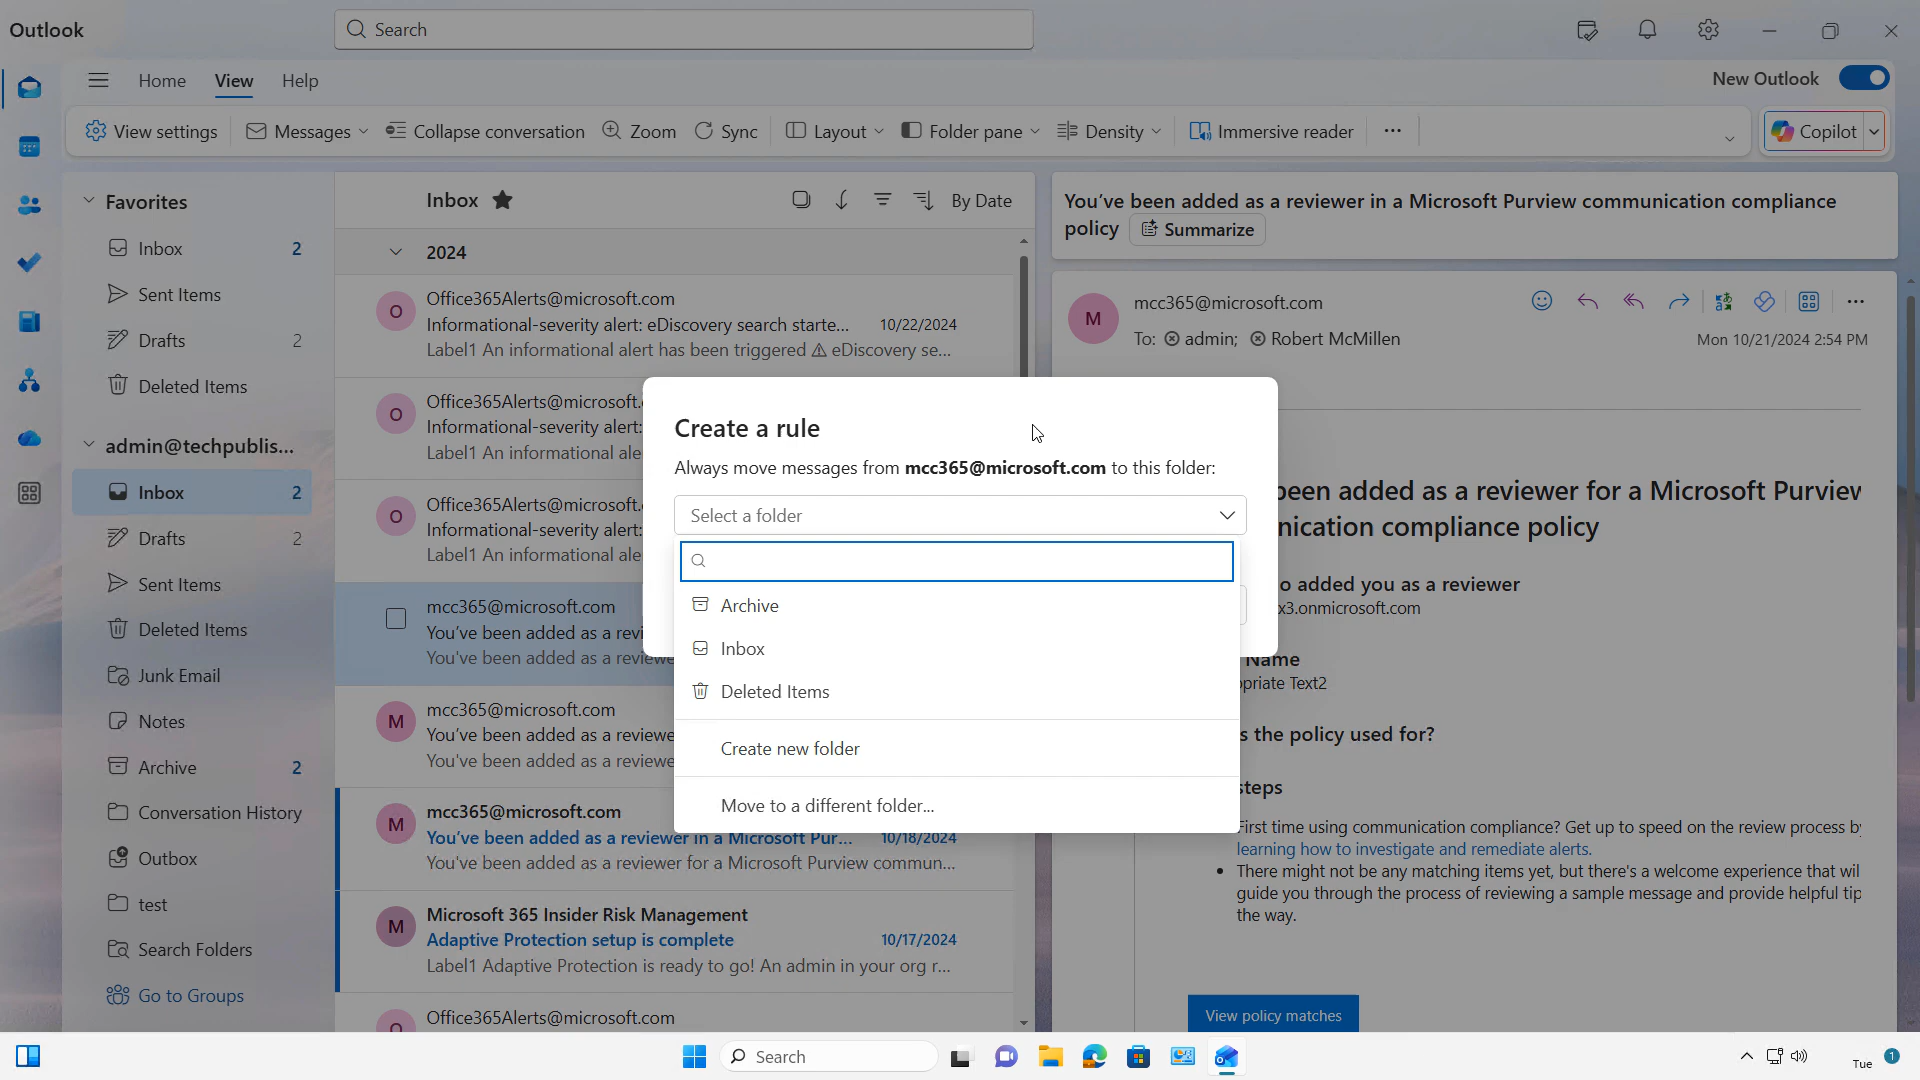 Outlook
Search
Home
View
Help
New Outlook
View settings
Messages
Collapse conversation
Zoom
Sync
Layout
Folder pane
Density
Immersive reader
Copilot
Favorites
Inbox 2
Sent Items
Drafts 2
Deleted Items
admin@techpublis...
Inbox 2
Drafts 2
Sent Items
Deleted Items
Junk Email
Notes
Archive 2
Conversation History
Outbox
test
Search Folders
Go to Groups
Inbox
By Date
2024
O
Office365Alerts@microsoft.com
Informational-severity alert: eDiscovery search starte... 10/22/2024
Label1 An informational alert has been triggered ⚠ eDiscovery se...
O
Office365Alerts@microsoft.
Informational-severity alert:
Label1 An informational ale
O
Office365Alerts@microsoft.
Informational-severity alert:
Label1 An informational ale
mcc365@microsoft.com
You've been added as a revi
You've been added as a reviewe
M
mcc365@microsoft.com
You've been added as a revie
You've been added as a reviewe
M
mcc365@microsoft.com
You've been added as a reviewer in a Microsoft Pur... 10/18/2024
You've been added as a reviewer for a Microsoft Purview commun...
M
Microsoft 365 Insider Risk Management
Adaptive Protection setup is complete 10/17/2024
Label1 Adaptive Protection is ready to go! An admin in your org r...
O
Office365Alerts@microsoft.com
Create a rule
Always move messages from mcc365@microsoft.com to this folder:
Select a folder
Archive
Inbox
Deleted Items
Create new folder
Move to a different folder...
You've been added as a reviewer in a Microsoft Purview communication compliance
policy
Summarize
M
mcc365@microsoft.com
To: admin; Robert McMillen
Mon 10/21/2024 2:54 PM
been added as a reviewer for a Microsoft Purview
nication compliance policy
o added you as a reviewer
x3.onmicrosoft.com
Name
opriate Text2
s the policy used for?
steps
First time using communication compliance? Get up to speed on the review process by
learning how to investigate and remediate alerts.
• There might not be any matching items yet, but there's a welcome experience that wil
guide you through the process of reviewing a sample message and provide helpful tip
the way.
View policy matches
Search
Tue
1